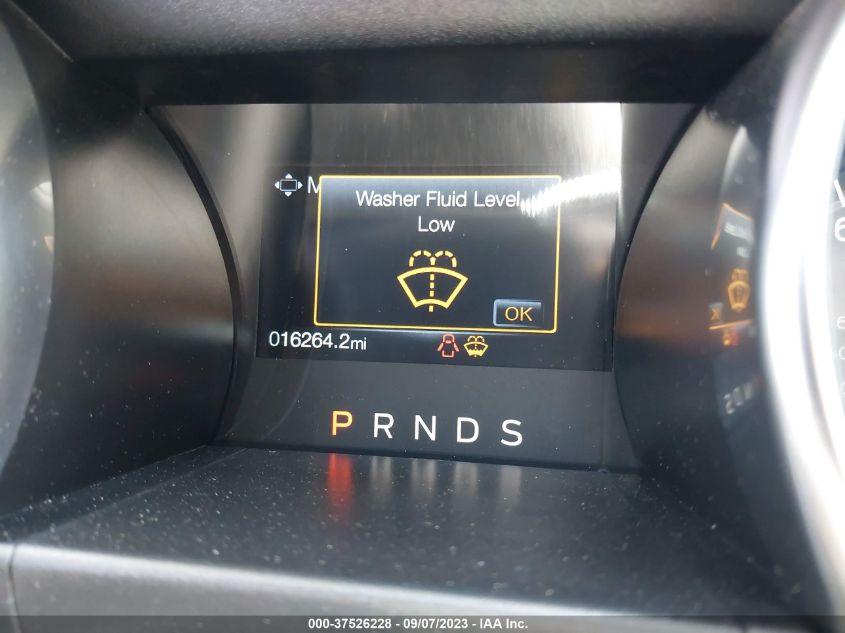 M
Washer Fluid Level
Low
OK
016264.2mi
P R N D S
000-37526228 - 09/07/2023 - IAA Inc.